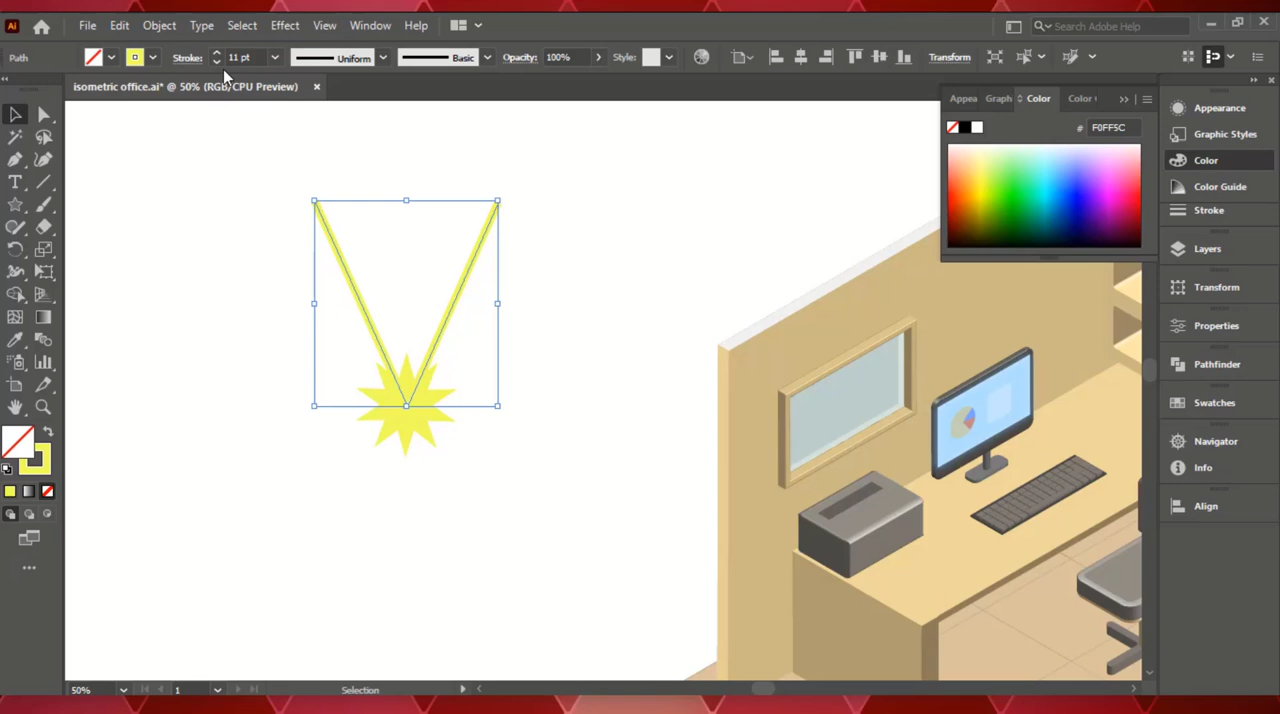 Ai File Edit Object Type Select Effect View Window Help Search Adobe Help
Path Stroke: 11 pt Uniform Basic Opacity: 100% Style: Transform
isometric office.ai* @ 50% (RGB/CPU Preview) ×
Appea Graph Color Color
# F0FF5C
Appearance
Graphic Styles
Color
Color Guide
Stroke
Layers
Transform
Properties
Pathfinder
Swatches
Navigator
Info
Align
50% 1 Selection